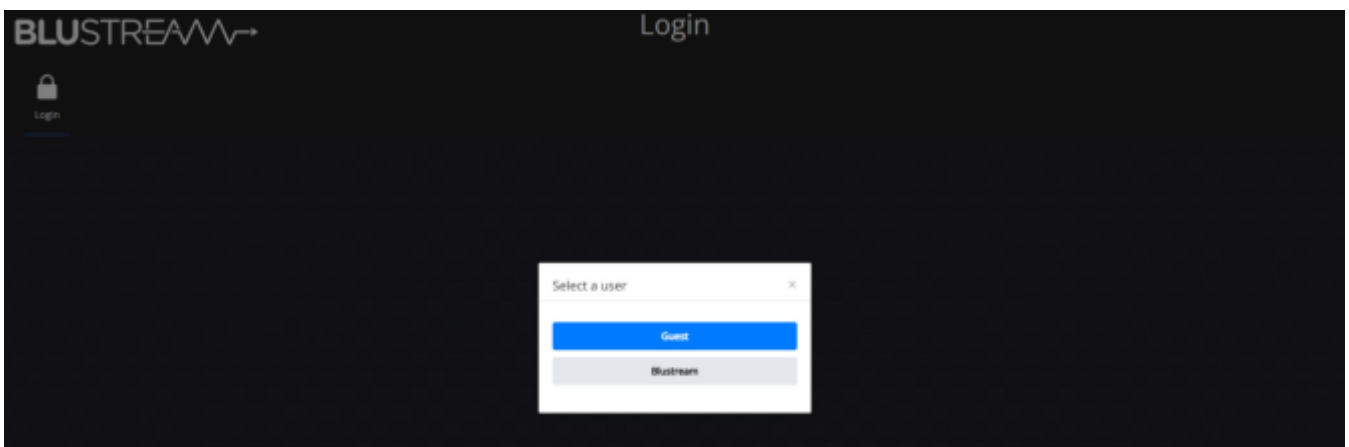 BLUSTREAM
Login
Login
Select a user ×
Guest
Blustream